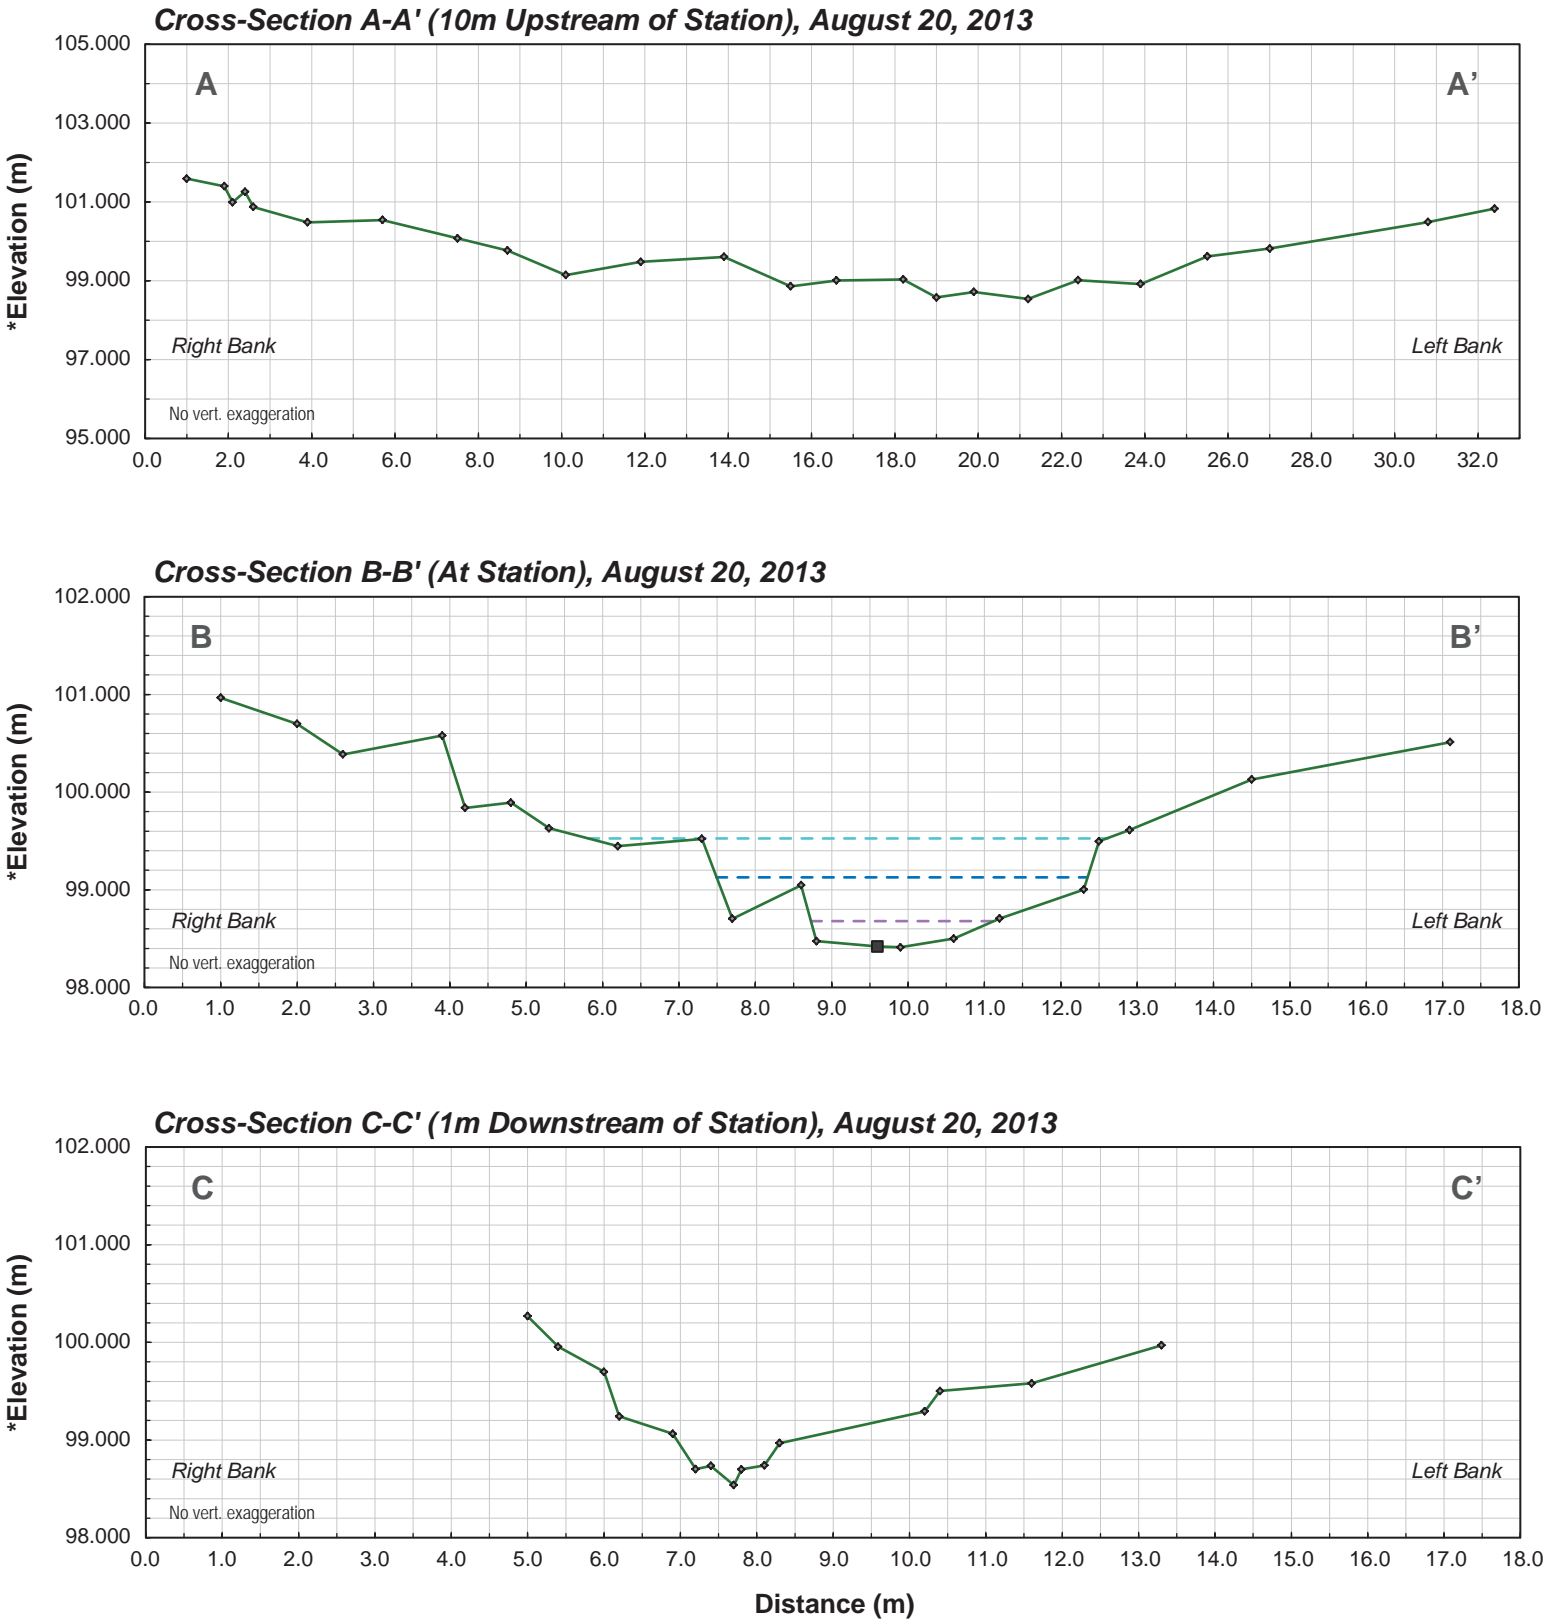 Cross-Section A-A' (10m Upstream of Station), August 20, 2013
105.000
A A’
103.000
101.000
99.000
Right Bank Left Bank
97.000
No vert. exaggeration
95.000
0.0 2.0 4.0 6.0 8.0 10.0 12.0 14.0 16.0 18.0 20.0 22.0 24.0 26.0 28.0 30.0 32.0
*Elevation (m)
Cross-Section B-B' (At Station), August 20, 2013
102.000
B B’
101.000
100.000
99.000
Right Bank Left Bank
No vert. exaggeration
98.000
0.0 1.0 2.0 3.0 4.0 5.0 6.0 7.0 8.0 9.0 10.0 11.0 12.0 13.0 14.0 15.0 16.0 17.0 18.0
*Elevation (m)
Cross-Section C-C' (1m Downstream of Station), August 20, 2013
102.000
C C’
101.000
100.000
99.000
Right Bank Left Bank
No vert. exaggeration
98.000
0.0 1.0 2.0 3.0 4.0 5.0 6.0 7.0 8.0 9.0 10.0 11.0 12.0 13.0 14.0 15.0 16.0 17.0 18.0
*Elevation (m)
Distance (m)